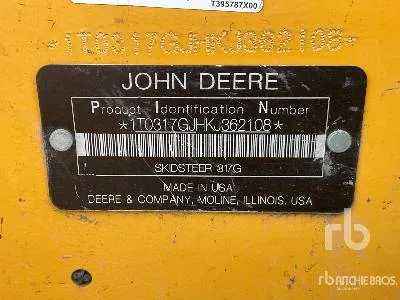 T395787X00
*1T0317GJHKJ362108*
JOHN DEERE
Product Identification Number
*1T0317GJHKJ362108*
SKIDSTEER 317G
MADE IN USA
DEERE & COMPANY, MOLINE, ILLINOIS, USA
rb
rb RITCHIE BROS.